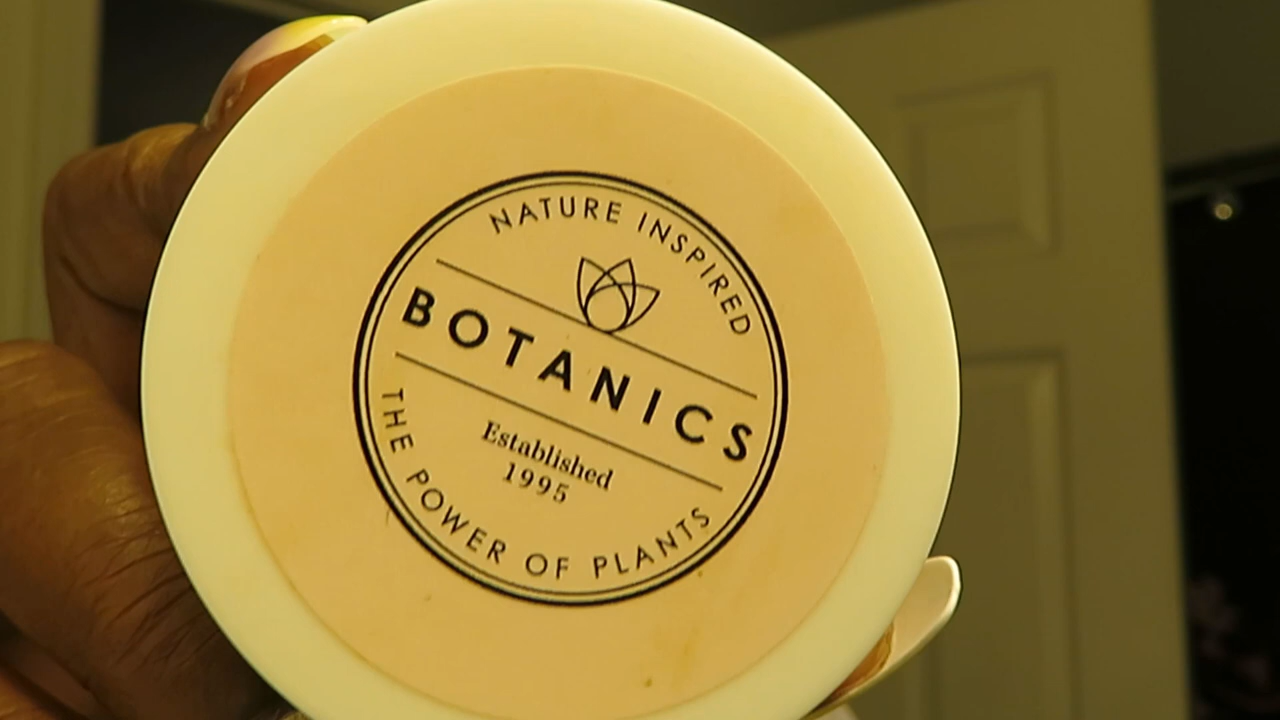 NATURE INSPIRED
BOTANICS
Established
1995
THE POWER OF PLANTS